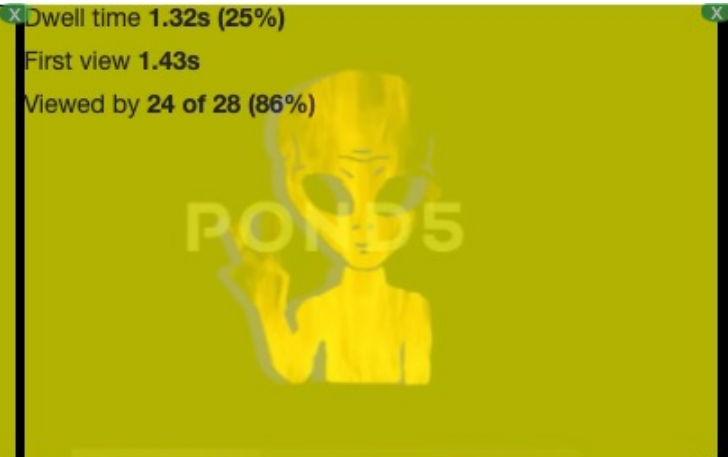 X
X
Dwell time 1.32s (25%)
First view 1.43s
Viewed by 24 of 28 (86%)
POND5